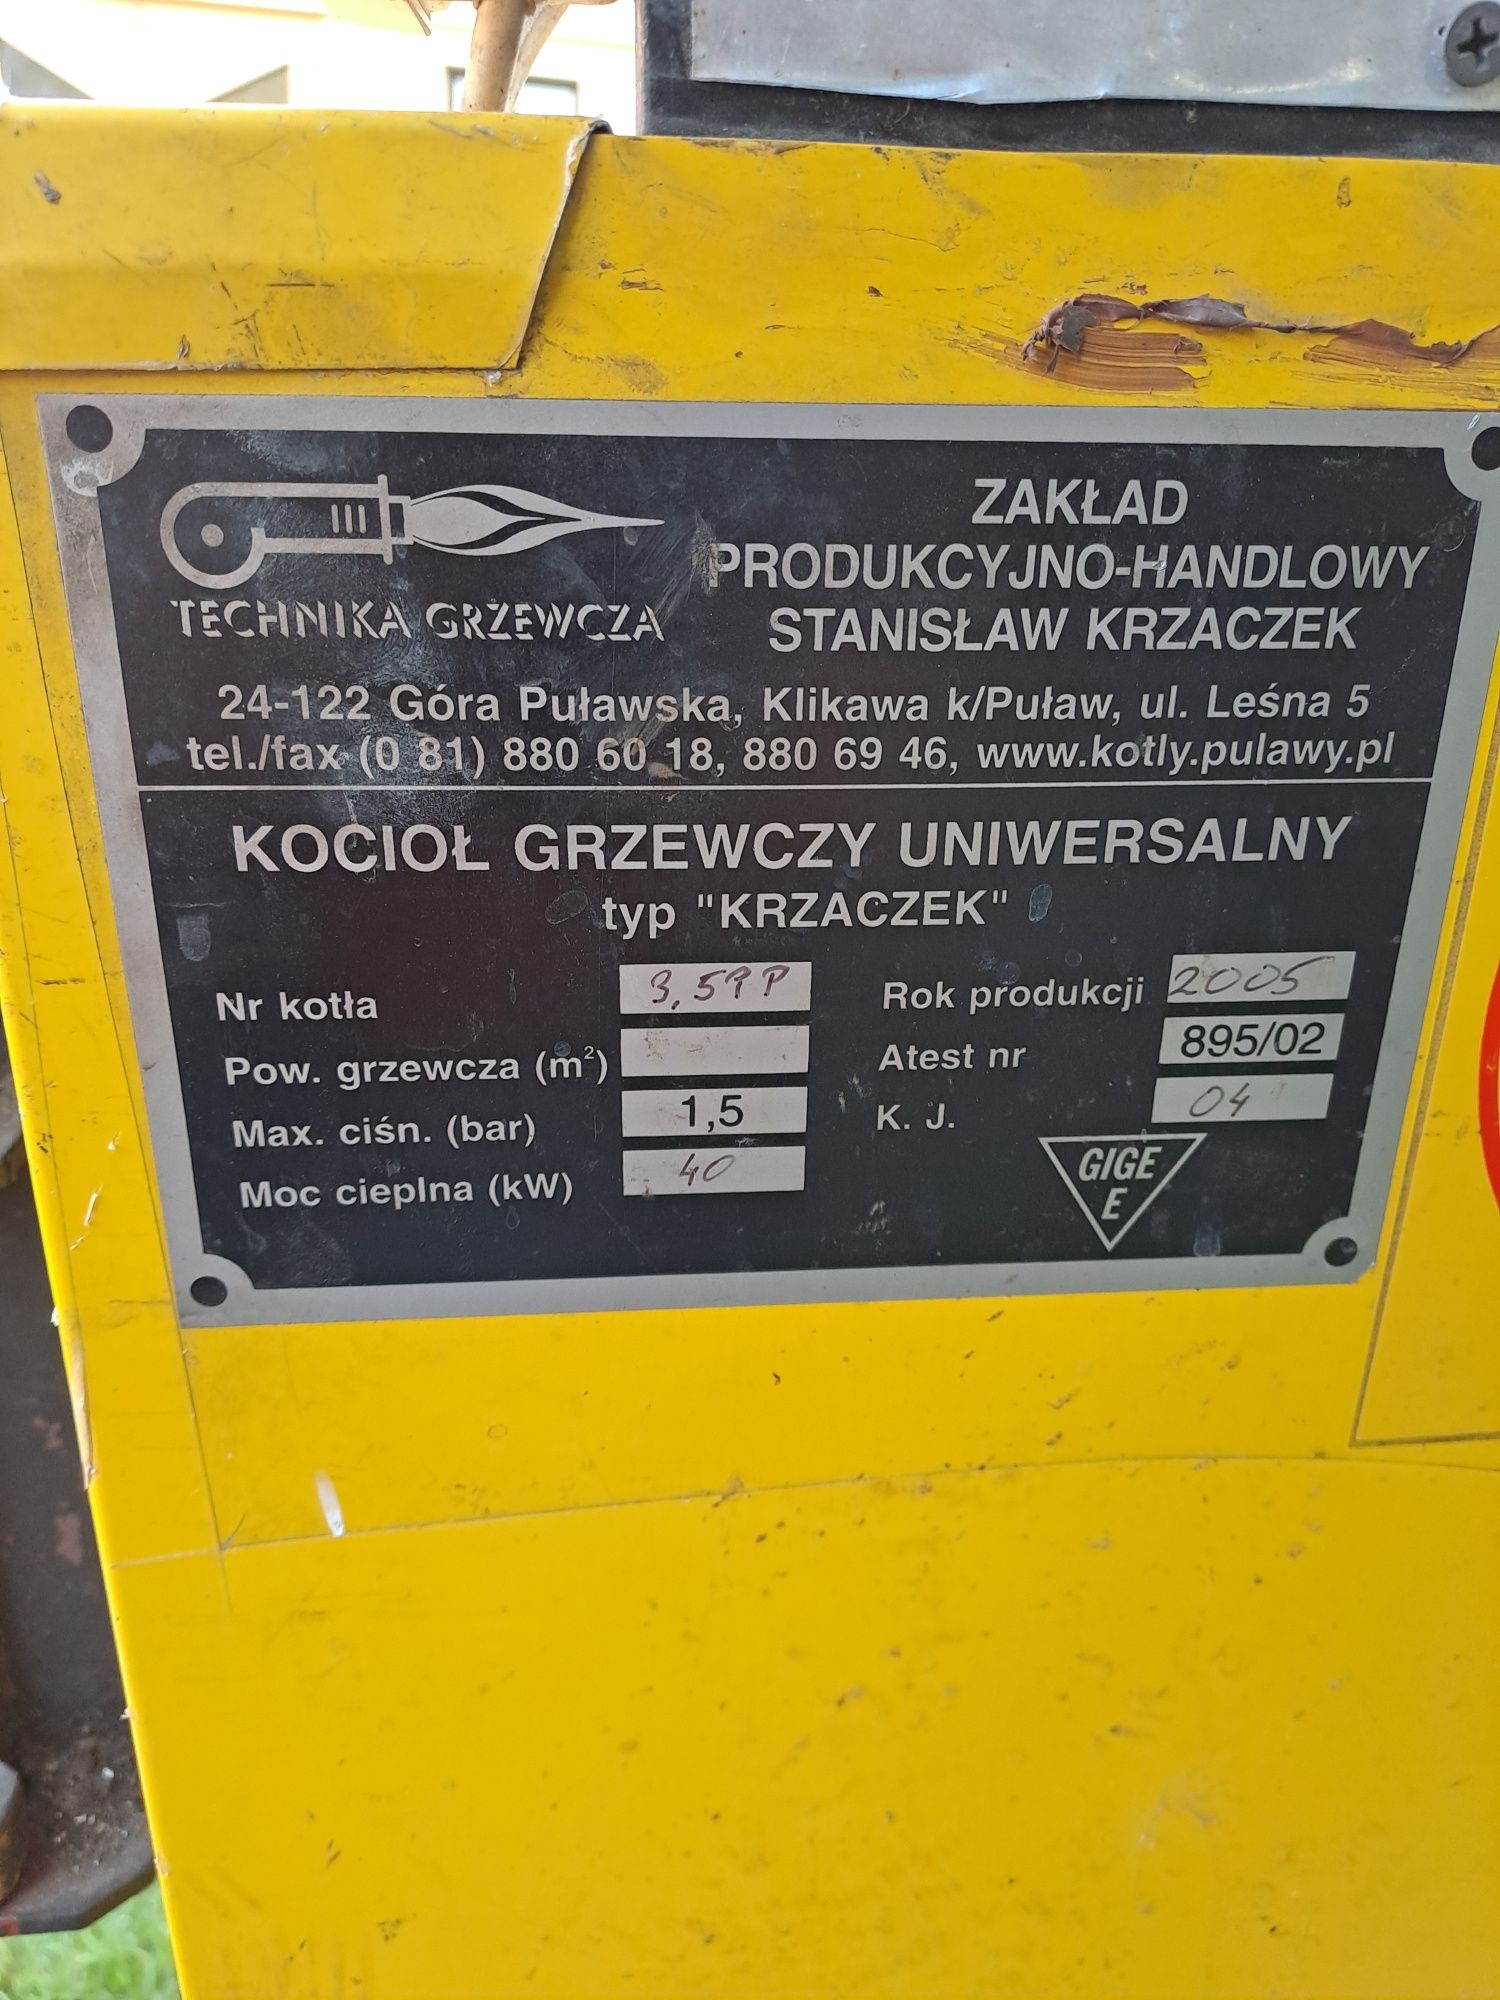 TECHNIKA GRZEWCZA
ZAKŁAD
PRODUKCYJNO-HANDLOWY
STANISŁAW KRZACZEK
24-122 Góra Puławska, Klikawa k/Puław, ul. Leśna 5
tel./fax (0 81) 880 60 18, 880 69 46, www.kotly.pulawy.pl
KOCIOŁ GRZEWCZY UNIWERSALNY
typ "KRZACZEK"
Nr kotła
Pow. grzewcza (m²)
Max. ciśn. (bar) 1,5
Moc cieplna (kW) 40
Rok produkcji 2005
Atest nr 895/02
K. J. 04
GIGE
E